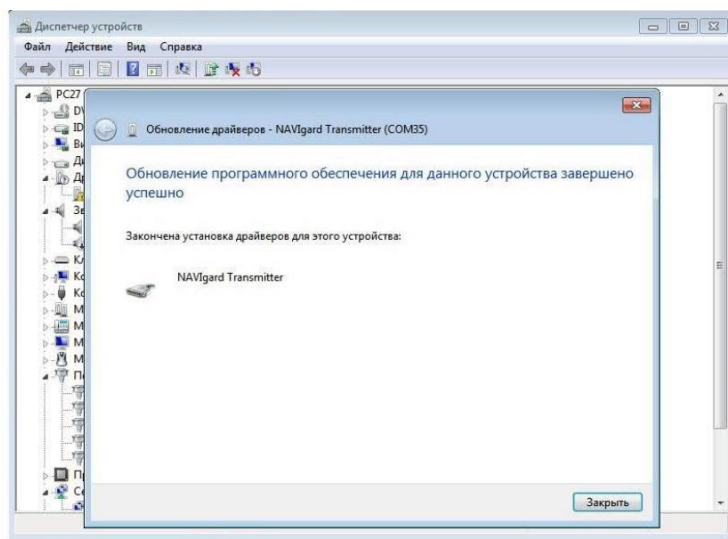 Диспетчер устройств
Файл Действие Вид Справка
PC27
Обновление драйверов - NAVIgard Transmitter (COM35)
Обновление программного обеспечения для данного устройства завершено
успешно
Закончена установка драйверов для этого устройства:
NAVIgard Transmitter
Закрыть